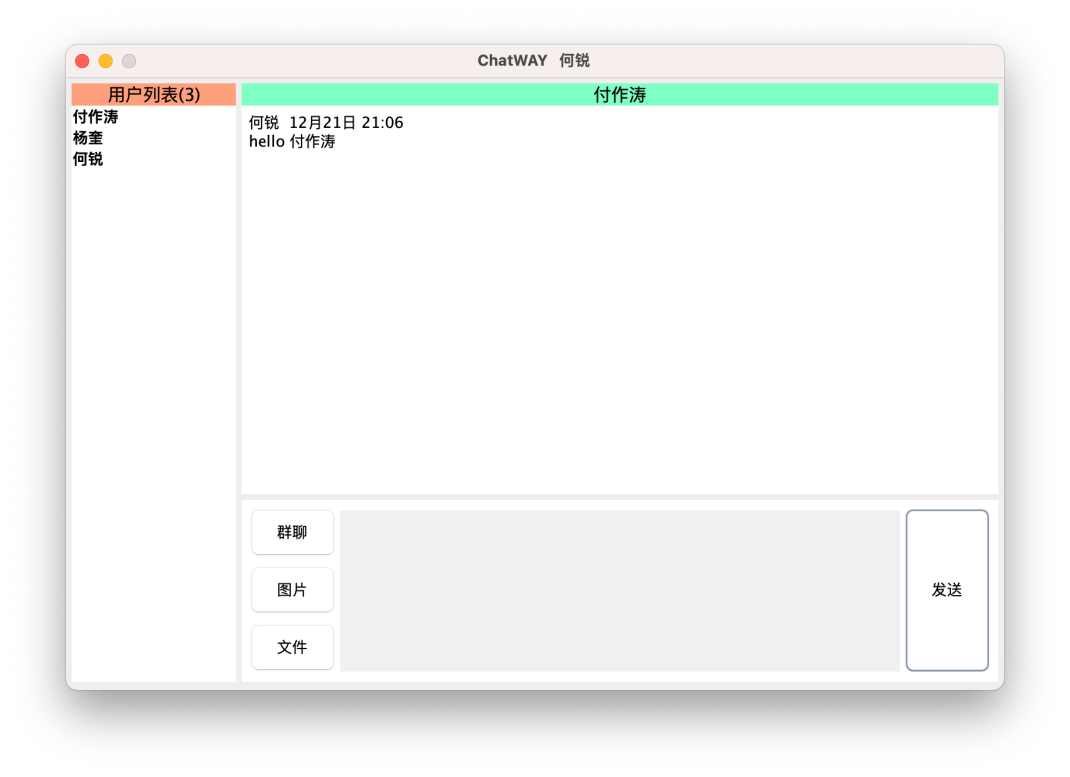 ChatWAY 何锐
用户列表(3)
付作涛
杨奎
何锐
付作涛
何锐 12月21日 21:06
hello 付作涛
群聊
图片
文件
发送